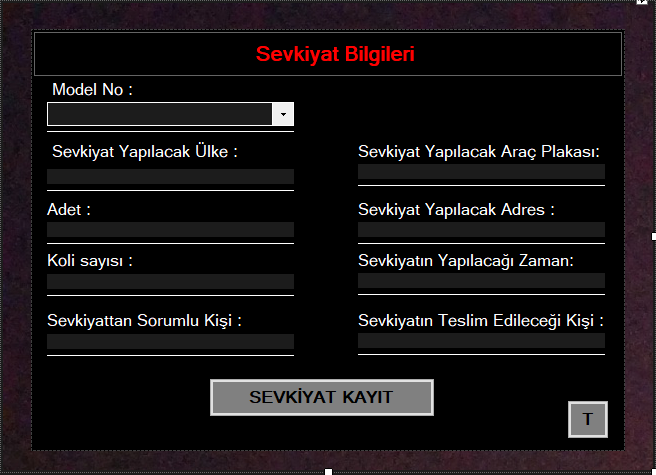 Sevkiyat Bilgileri
Model No :
Sevkiyat Yapılacak Ülke :
Sevkiyat Yapılacak Araç Plakası:
Adet :
Sevkiyat Yapılacak Adres :
Koli sayısı :
Sevkiyatın Yapılacağı Zaman:
Sevkiyattan Sorumlu Kişi :
Sevkiyatın Teslim Edileceği Kişi :
SEVKİYAT KAYIT
T